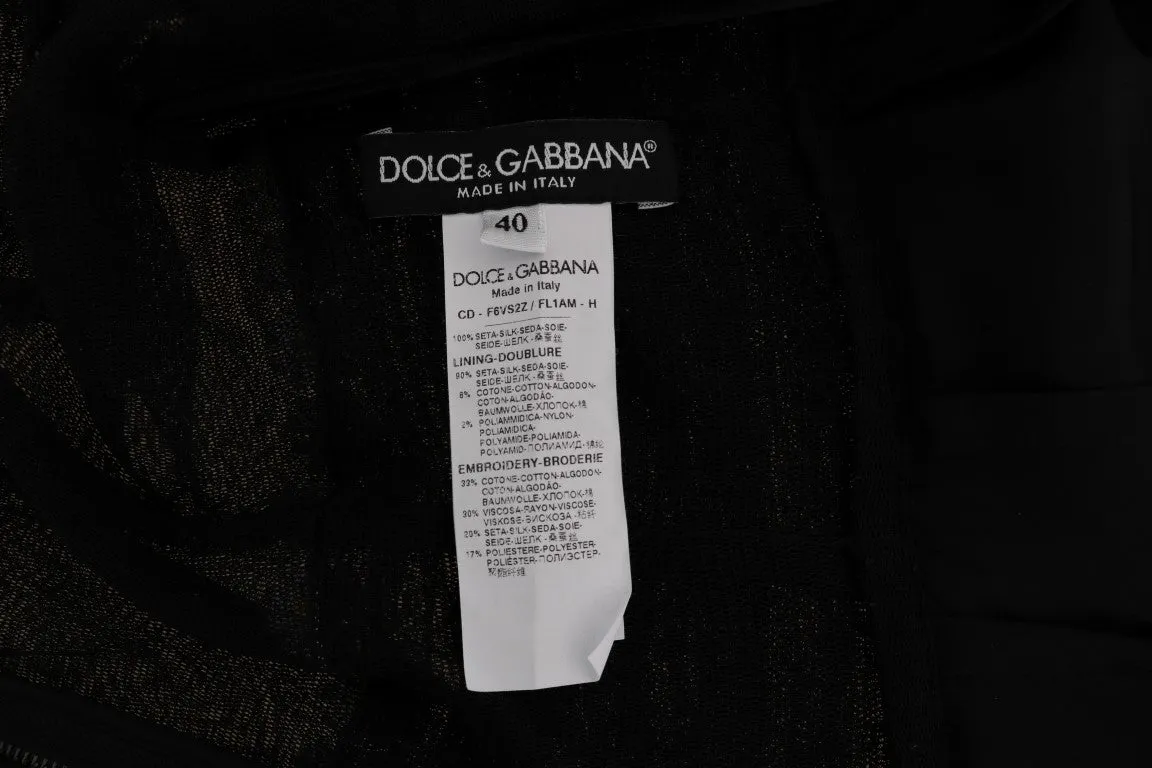 DOLCE & GABBANA®
MADE IN ITALY
40
DOLCE & GABBANA
Made in Italy
CD - F6VS2Z / FL1AM - H
100% SETA-SILK-SEDA-SOIE-
SEIDE-ШЕЛК-桑蚕丝
LINING-DOUBLURE
90% SETA-SILK-SEDA-SOIE-
SEIDE-ШЕЛК-桑蚕丝
8% COTONE-COTTON-ALGODON-
COTON-ALGODÃO-
BAUMWOLLE-ХЛОПОК-棉
2% POLIAMMIDICA-NYLON-
POLIAMIDICA-
POLYAMIDE-POLIAMIDA-
POLYAMID-ПОЛИАМИД-锦纶
EMBROIDERY-BRODERIE
33% COTONE-COTTON-ALGODON-
COTON-ALGODÃO-
BAUMWOLLE-ХЛОПОК-棉
30% VISCOSA-RAYON-VISCOSE-
VISKOSE-ВИСКОЗА-粘纤
20% SETA-SILK-SEDA-SOIE-
SEIDE-ШЕЛК-桑蚕丝
17% POLIESTERE-POLYESTER-
POLIÉSTER-ПОЛИЭСТЕР-
聚酯纤维